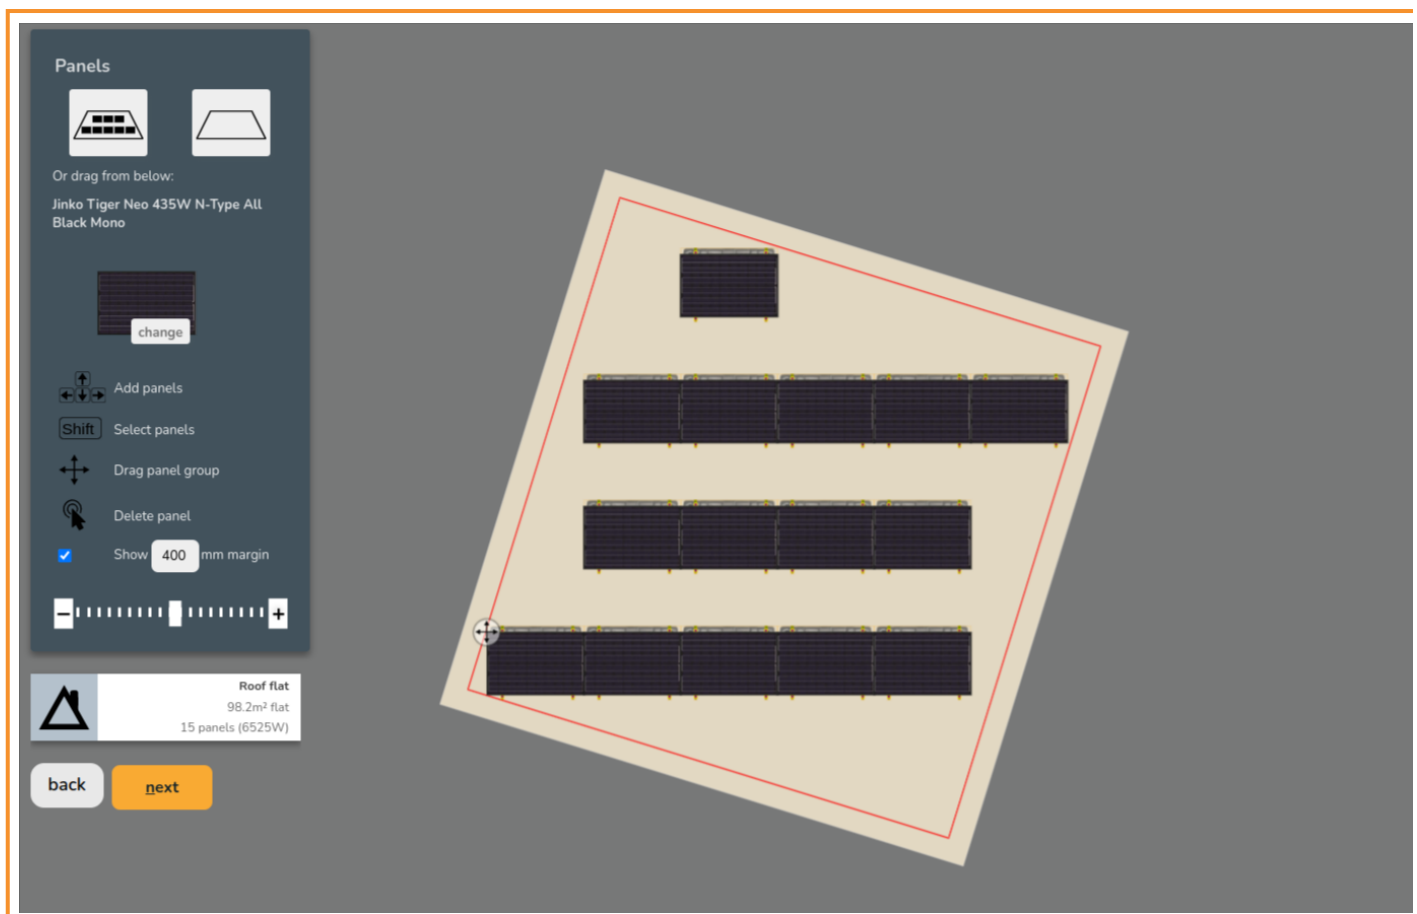 Panels
Or drag from below:
Jinko Tiger Neo 435W N-Type All
Black Mono
change
Add panels
Shift
Select panels
Drag panel group
Delete panel
Show 400 mm margin
Roof flat
98.2m² flat
15 panels (6525W)
back
next